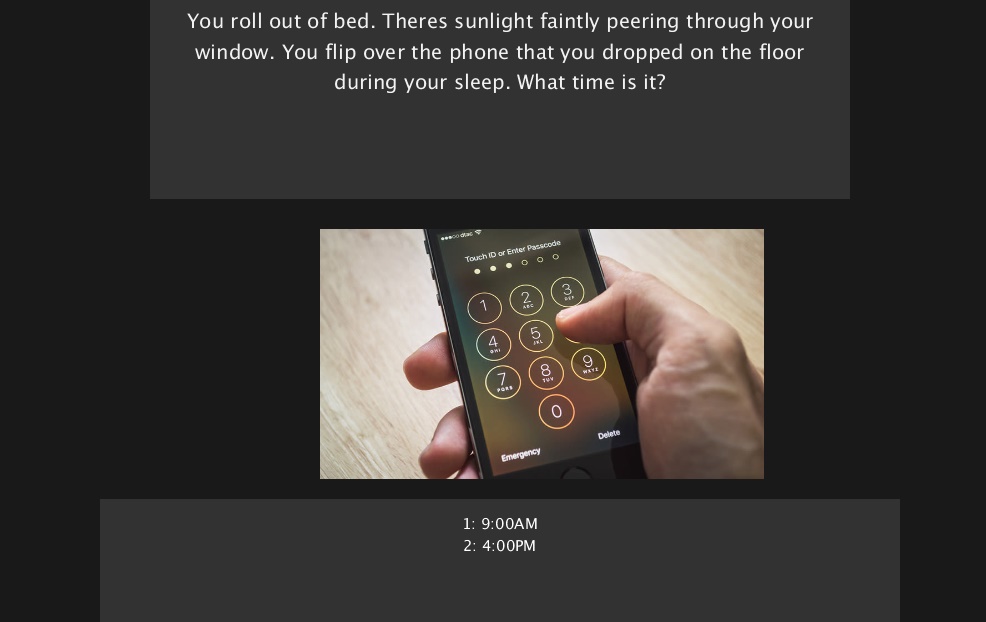 You roll out of bed. Theres sunlight faintly peering through your
window. You flip over the phone that you dropped on the floor
during your sleep. What time is it?
dtac
Touch ID or Enter Passcode
1 2 3
ABC DEF
4 5
GHI JKL
7 8 9
PQRS TUV WXYZ
0
Emergency Delete
1: 9:00AM
2: 4:00PM